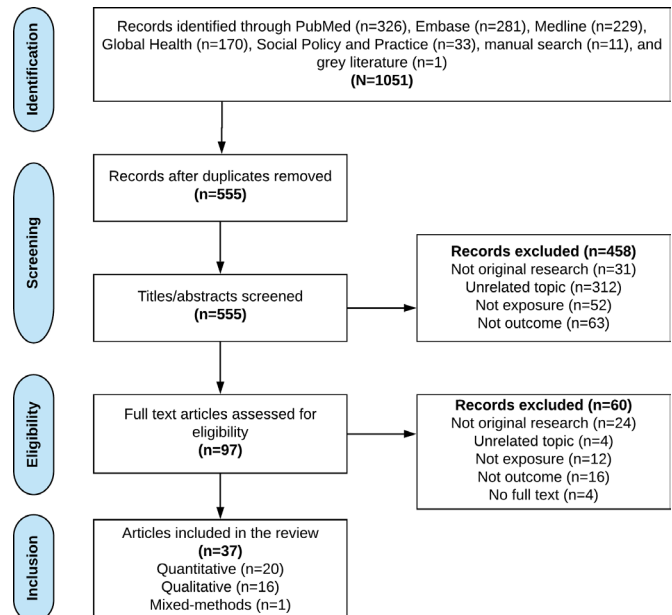 Identification
Records identified through PubMed (n=326), Embase (n=281), Medline (n=229),
Global Health (n=170), Social Policy and Practice (n=33), manual search (n=11), and
grey literature (n=1)
(N=1051)
Screening
Records after duplicates removed
(n=555)
Titles/abstracts screened
(n=555)
Records excluded (n=458)
Not original research (n=31)
Unrelated topic (n=312)
Not exposure (n=52)
Not outcome (n=63)
Eligibility
Full text articles assessed for
eligibility
(n=97)
Records excluded (n=60)
Not original research (n=24)
Unrelated topic (n=4)
Not exposure (n=12)
Not outcome (n=16)
No full text (n=4)
Inclusion
Articles included in the review
(n=37)
Quantitative (n=20)
Qualitative (n=16)
Mixed-methods (n=1)